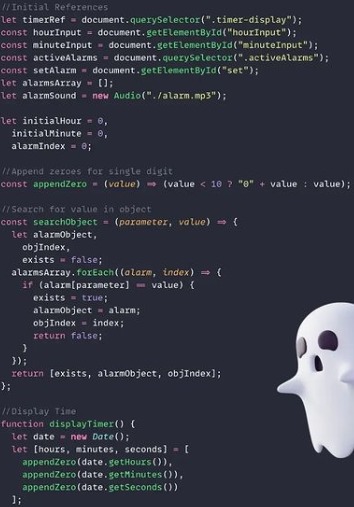 //Initial References
let timerRef = document.querySelector(".timer-display");
const hourInput = document.getElementById("hourInput");
const minuteInput = document.getElementById("minuteInput");
const activeAlarms = document.querySelector(".activeAlarms");
const setAlarm = document.getElementById("set");
let alarmsArray = [];
let alarmSound = new Audio("./alarm.mp3");

let initialHour = 0,
  initialMinute = 0,
  alarmIndex = 0;

//Append zeroes for single digit
const appendZero = (value) => (value < 10 ? "0" + value : value);

//Search for value in object
const searchObject = (parameter, value) => {
  let alarmObject,
    objIndex,
    exists = false;
  alarmsArray.forEach((alarm, index) => {
    if (alarm[parameter] == value) {
      exists = true;
      alarmObject = alarm;
      objIndex = index;
      return false;
    }
  });
  return [exists, alarmObject, objIndex];
};

//Display Time
function displayTimer() {
  let date = new Date();
  let [hours, minutes, seconds] = [
    appendZero(date.getHours()),
    appendZero(date.getMinutes()),
    appendZero(date.getSeconds())
  ];